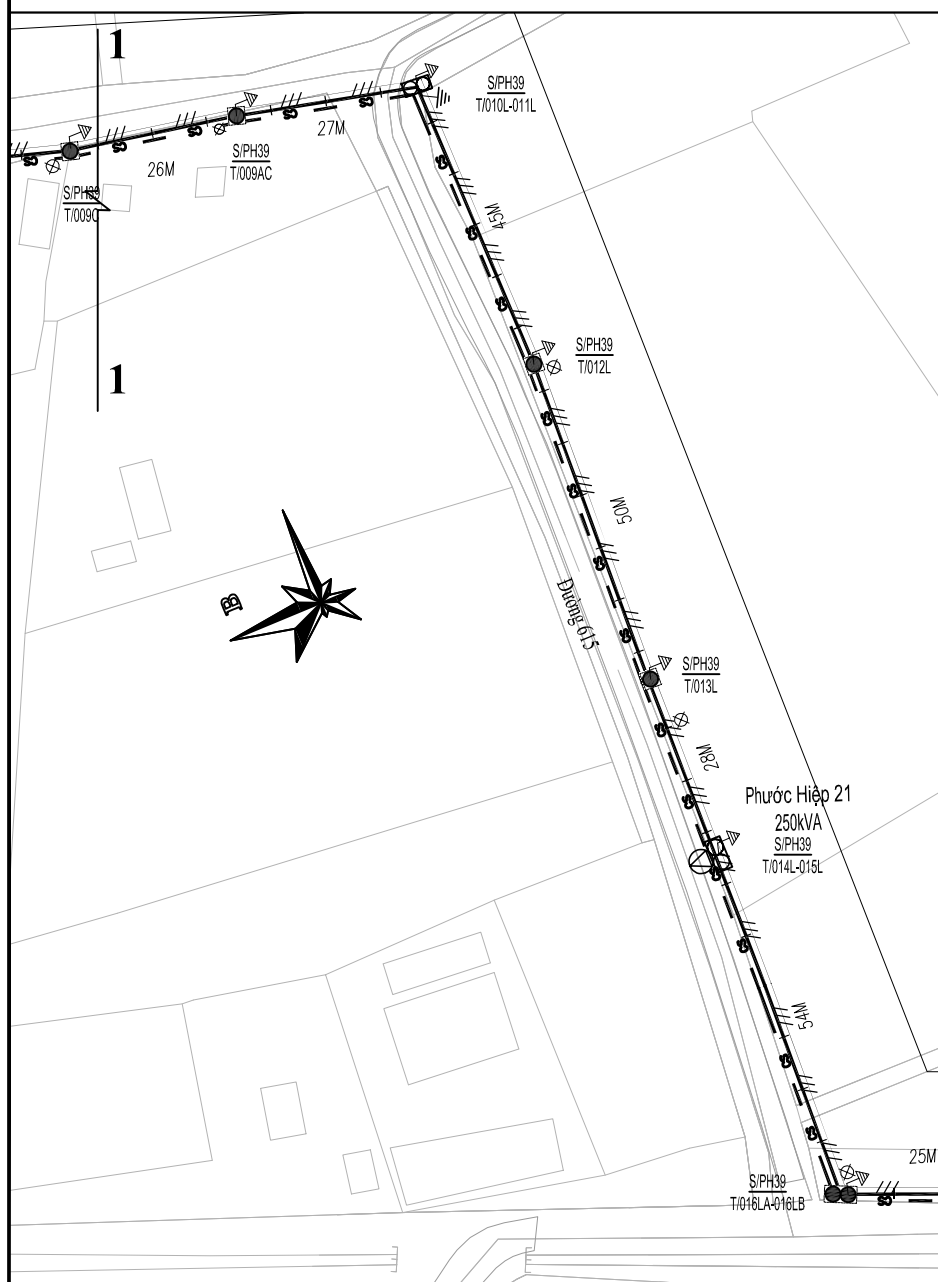 1
S/PH39
T/010L-011L
27M
26M
S/PH39
T/009AC
S/PH39
T/009C
45M
S/PH39
T/012L
1
50M
B
Đường 615
S/PH39
T/013L
28M
Phước Hiệp 21
250kVA
S/PH39
T/014L-015L
54M
25M
S/PH39
T/016LA-016LB